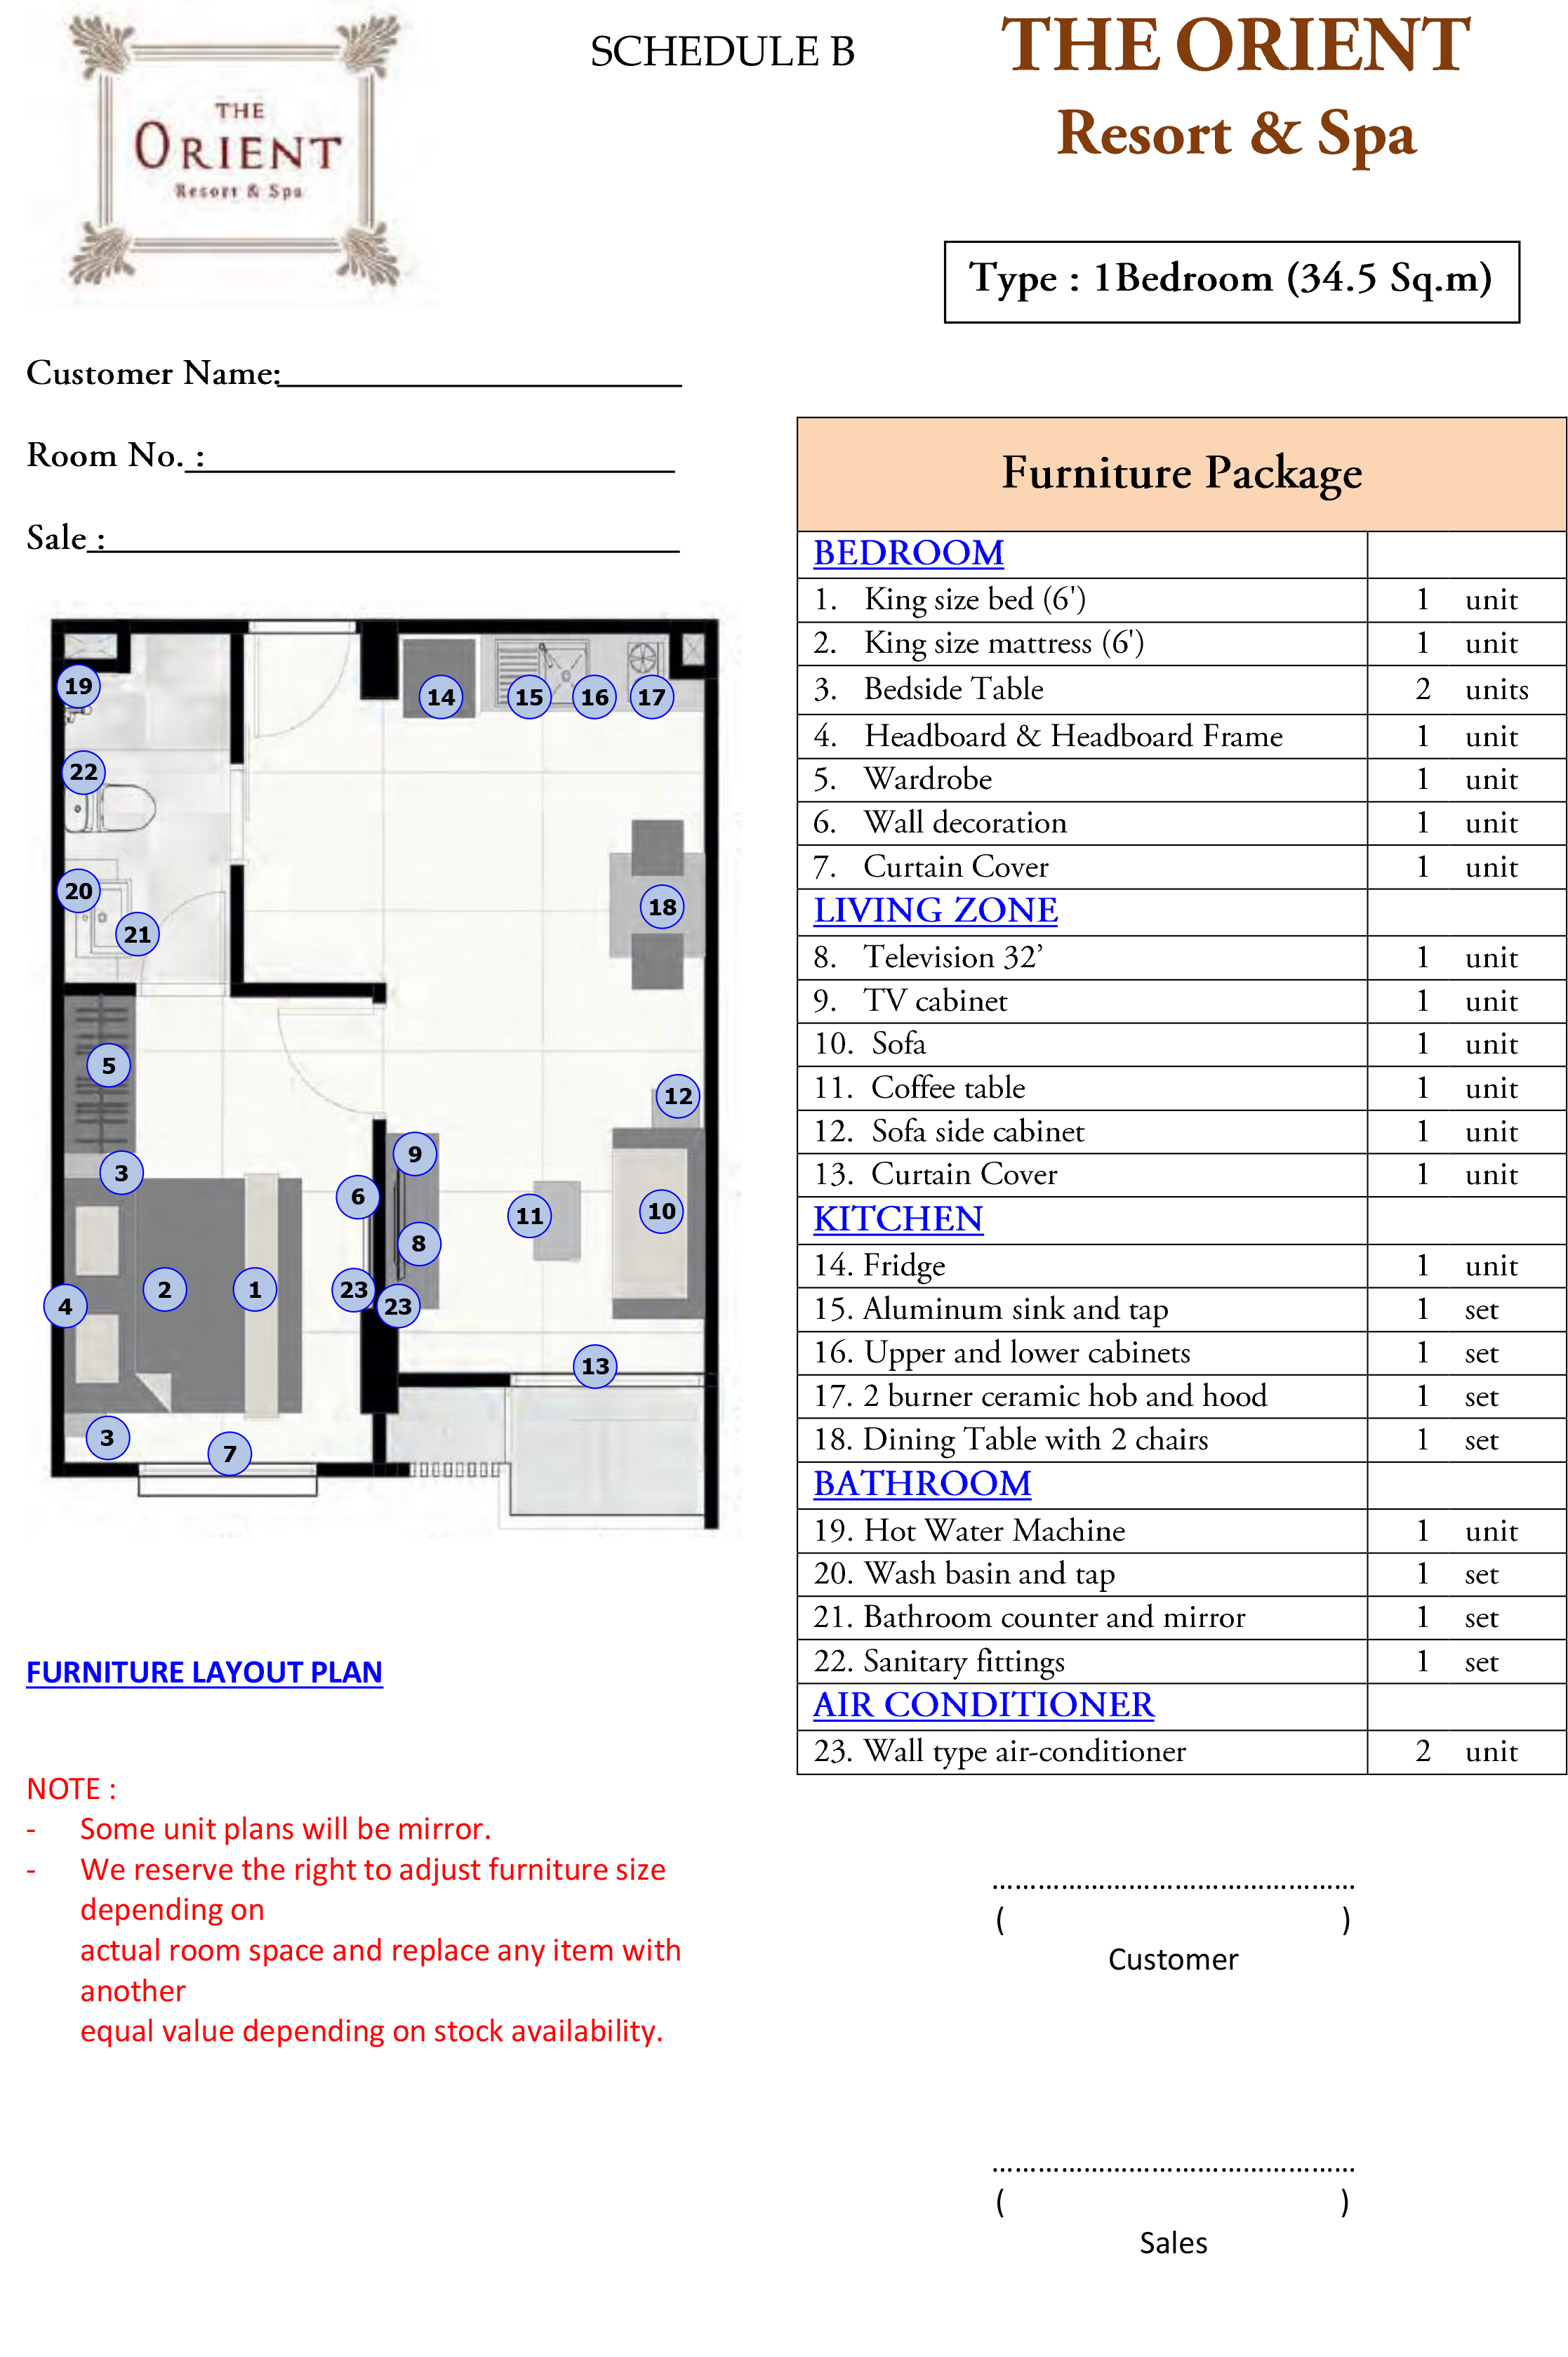 THE
ORIENT
Resort & Spa
SCHEDULE B
THE ORIENT
Resort & Spa
Type : 1Bedroom (34.5 Sq.m)
Customer Name:
Room No. :
Sale :
19
22
20
21
14
15
16
17
18
5
3
12
9
6
11
10
8
2
1
23
23
4
13
3
7
FURNITURE LAYOUT PLAN
NOTE :
- Some unit plans will be mirror.
- We reserve the right to adjust furniture size
depending on
actual room space and replace any item with
another
equal value depending on stock availability.
Furniture Package
BEDROOM
1. King size bed (6') 1 unit
2. King size mattress (6') 1 unit
3. Bedside Table 2 units
4. Headboard & Headboard Frame 1 unit
5. Wardrobe 1 unit
6. Wall decoration 1 unit
7. Curtain Cover 1 unit
LIVING ZONE
8. Television 32’ 1 unit
9. TV cabinet 1 unit
10. Sofa 1 unit
11. Coffee table 1 unit
12. Sofa side cabinet 1 unit
13. Curtain Cover 1 unit
KITCHEN
14. Fridge 1 unit
15. Aluminum sink and tap 1 set
16. Upper and lower cabinets 1 set
17. 2 burner ceramic hob and hood 1 set
18. Dining Table with 2 chairs 1 set
BATHROOM
19. Hot Water Machine 1 unit
20. Wash basin and tap 1 set
21. Bathroom counter and mirror 1 set
22. Sanitary fittings 1 set
AIR CONDITIONER
23. Wall type air-conditioner 2 unit
................................................
( )
Customer
................................................
( )
Sales